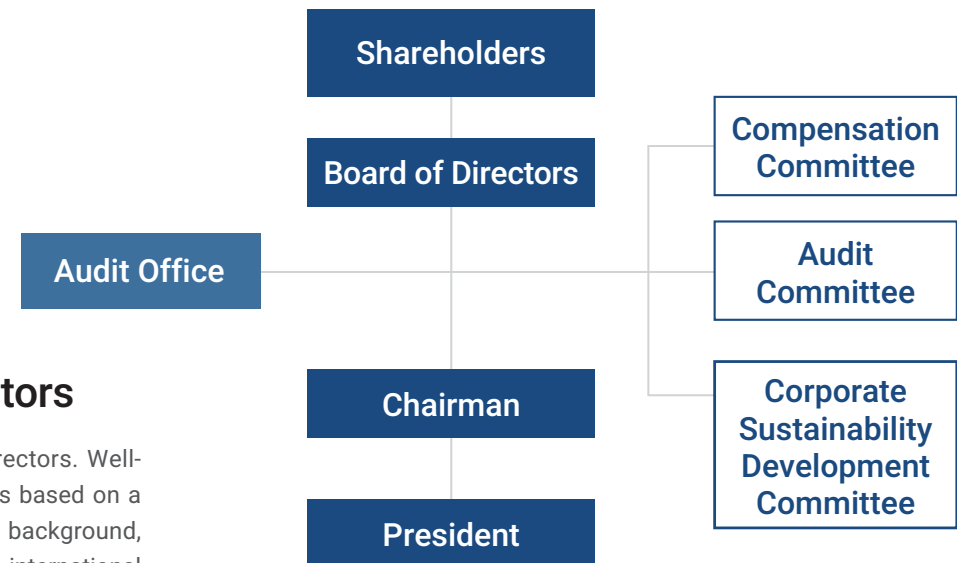 Shareholders
Board of Directors
Compensation
Committee
Audit Office
Audit
Committee
Chairman
Corporate
Sustainability
Development
Committee
President
tors
rectors. Well-
s based on a
background,
international